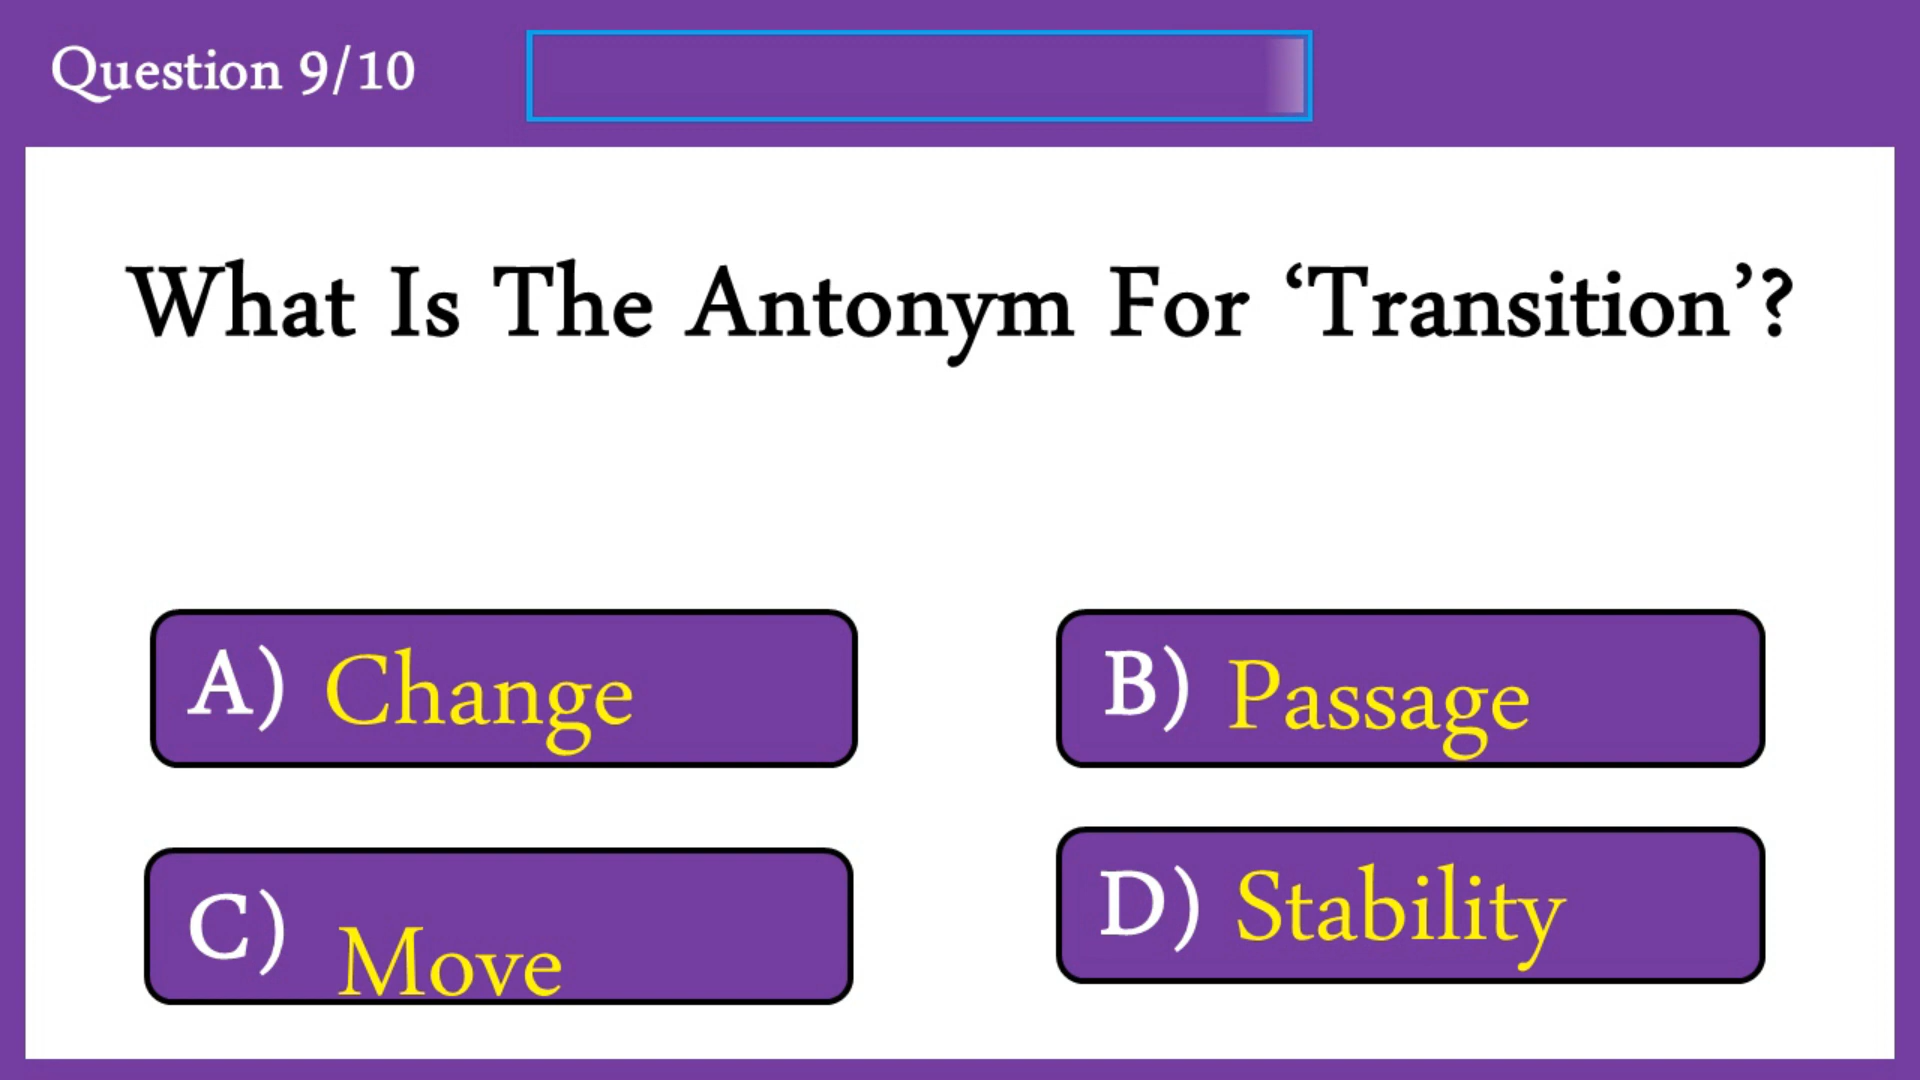 Question 9/10
What Is The Antonym For ‘Transition’?
A) Change
B) Passage
C) Move
D) Stability